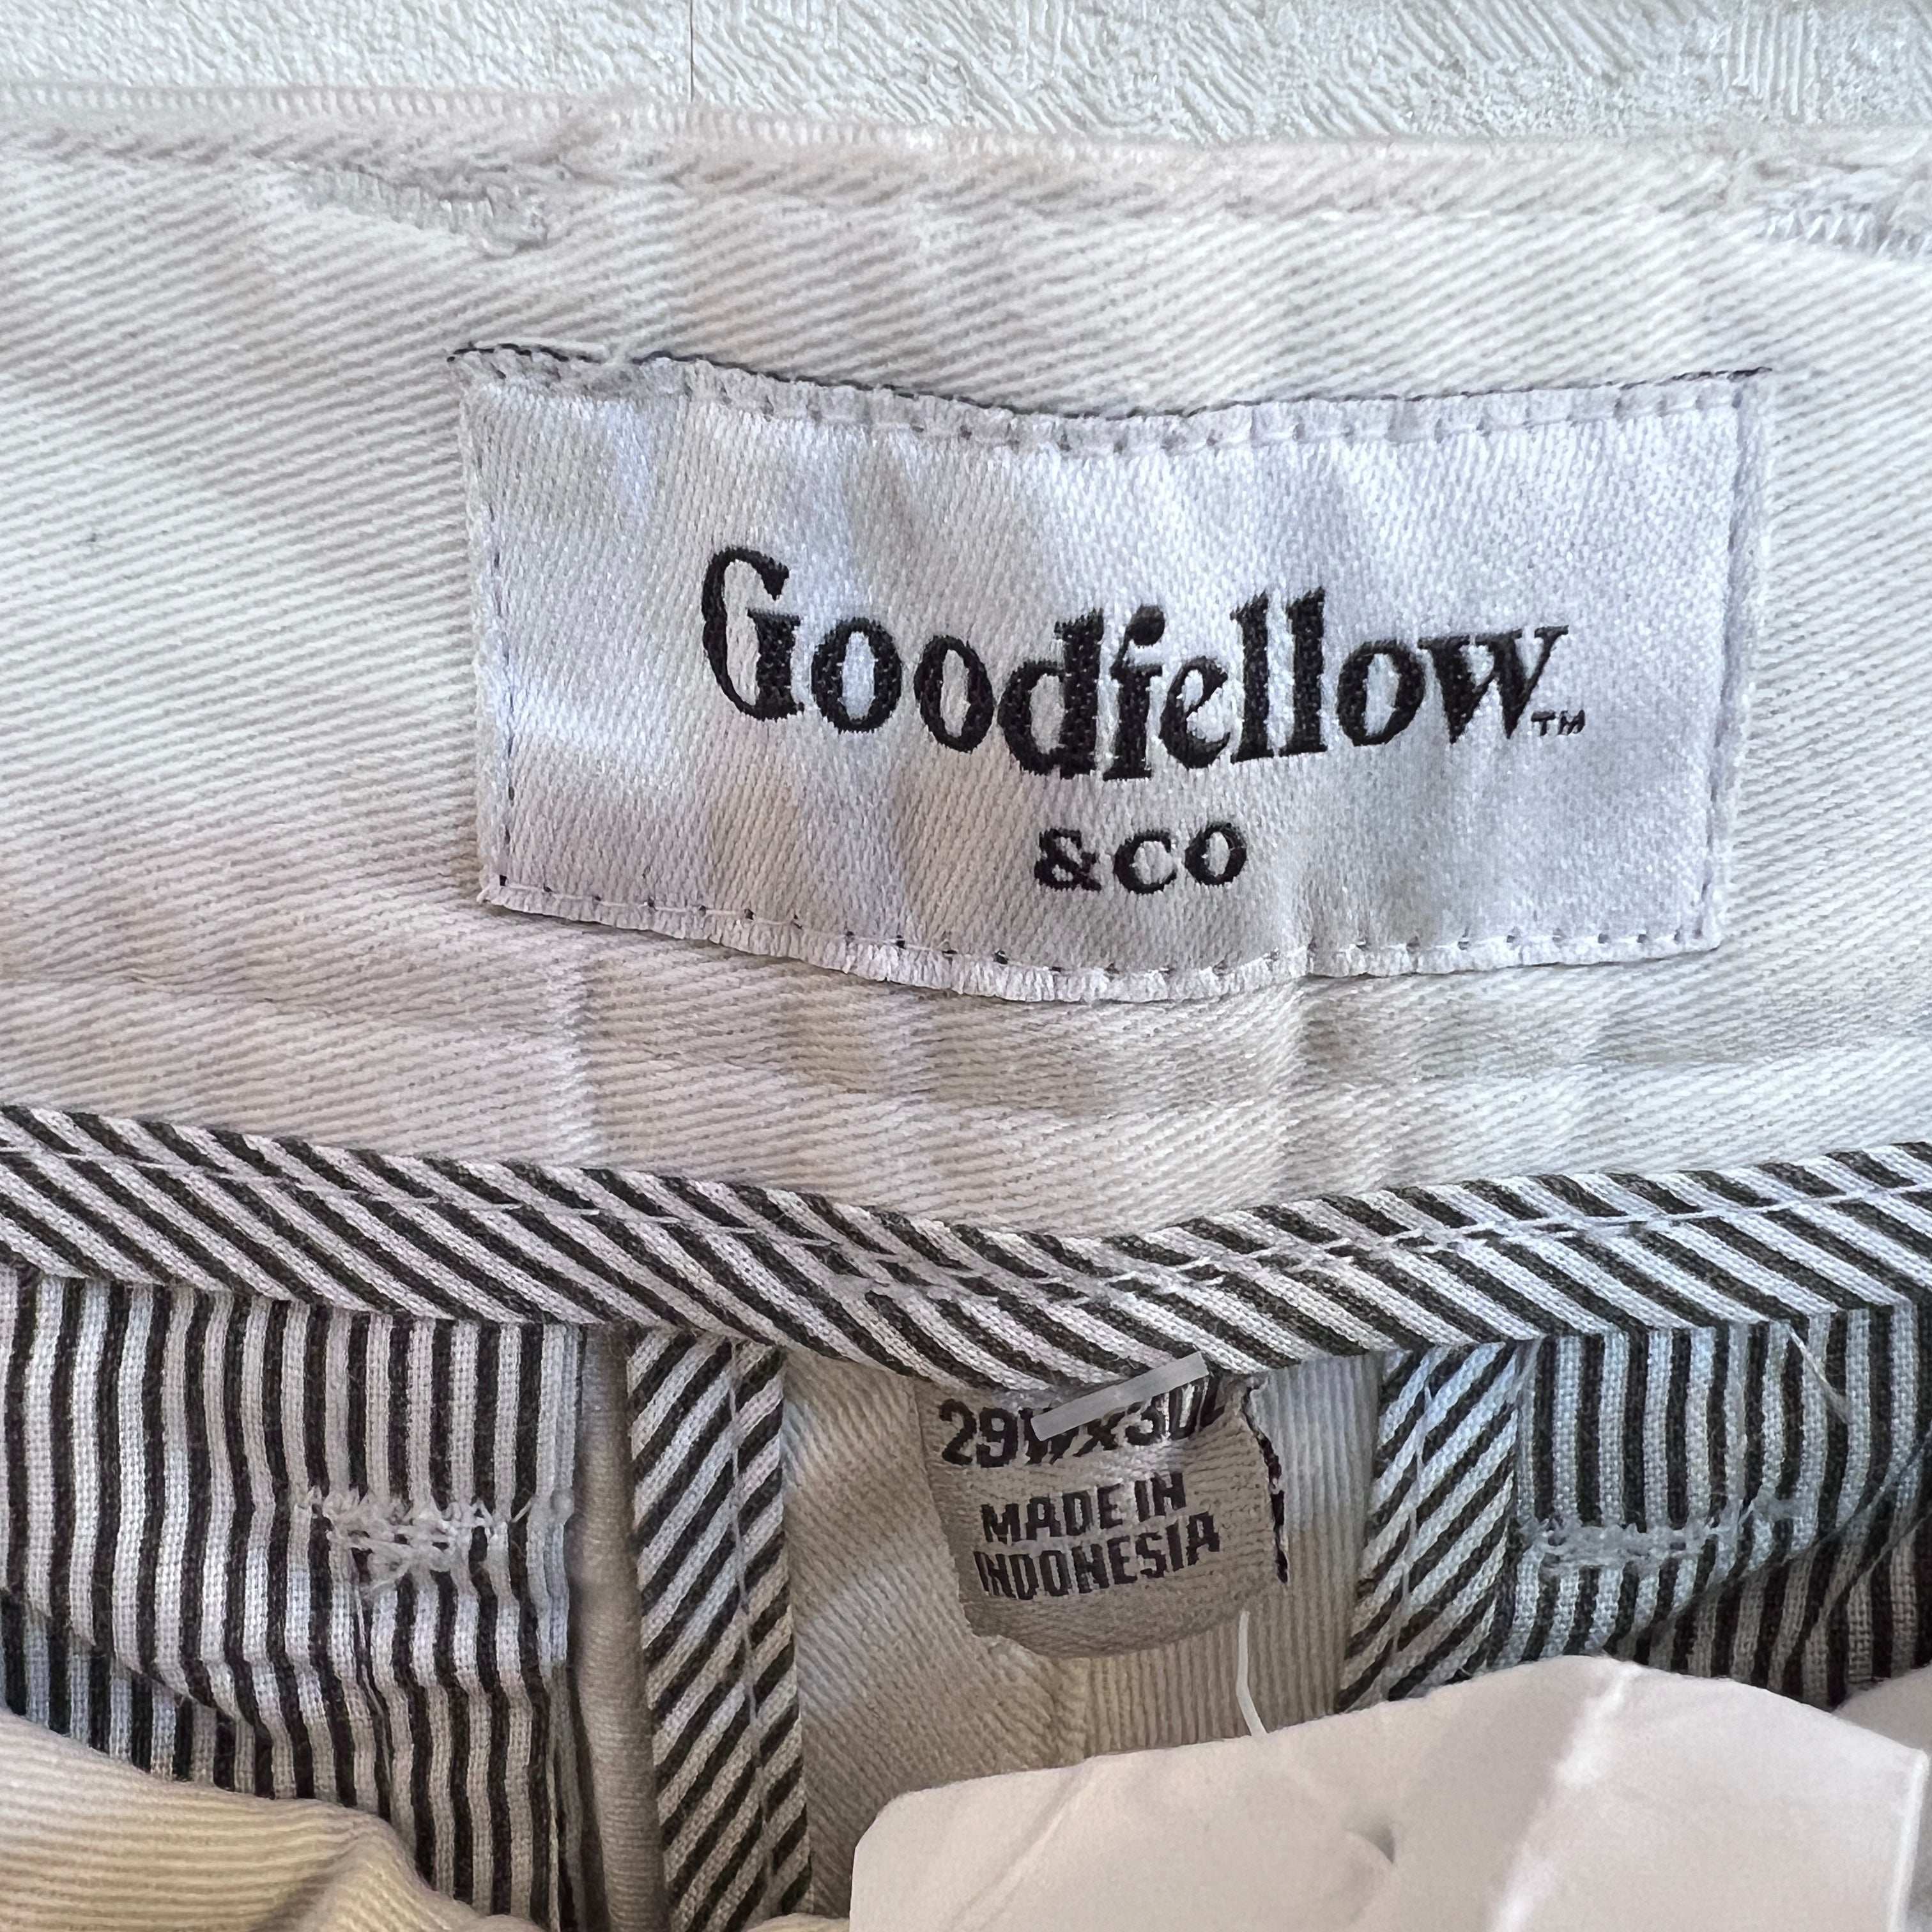 Goodfellow™
& CO
29WX30L
MADE IN
INDONESIA